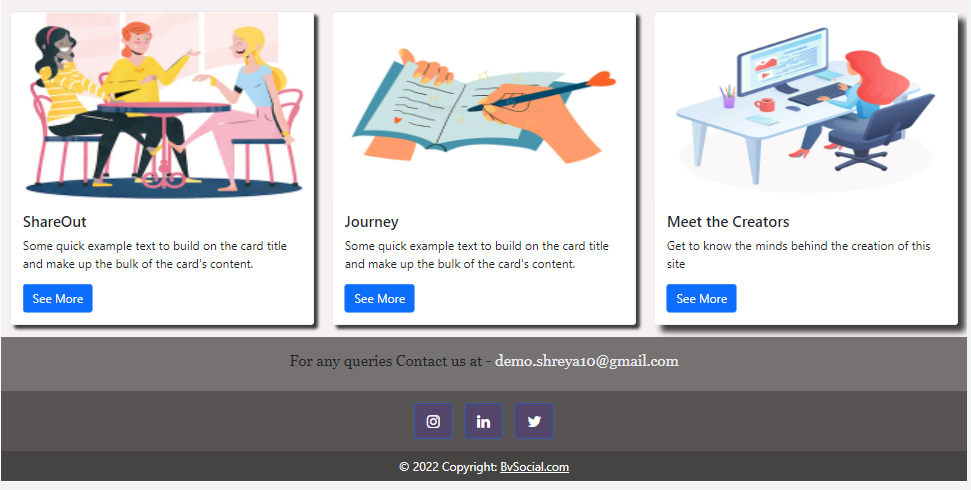 ShareOut
Some quick example text to build on the card title
and make up the bulk of the card's content.
See More
Journey
Some quick example text to build on the card title
and make up the bulk of the card's content.
See More
Meet the Creators
Get to know the minds behind the creation of this
site
See More
For any queries Contact us at - demo.shreya10@gmail.com
© 2022 Copyright: BvSocial.com